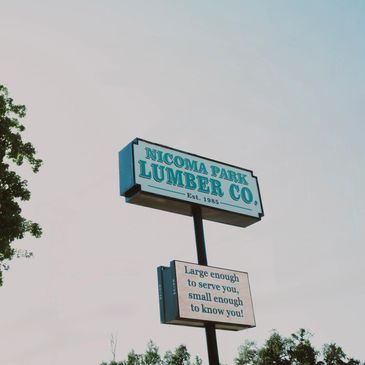 NICOMA PARK
LUMBER CO.
Est. 1985
Large enough
to serve you,
small enough
to know you!